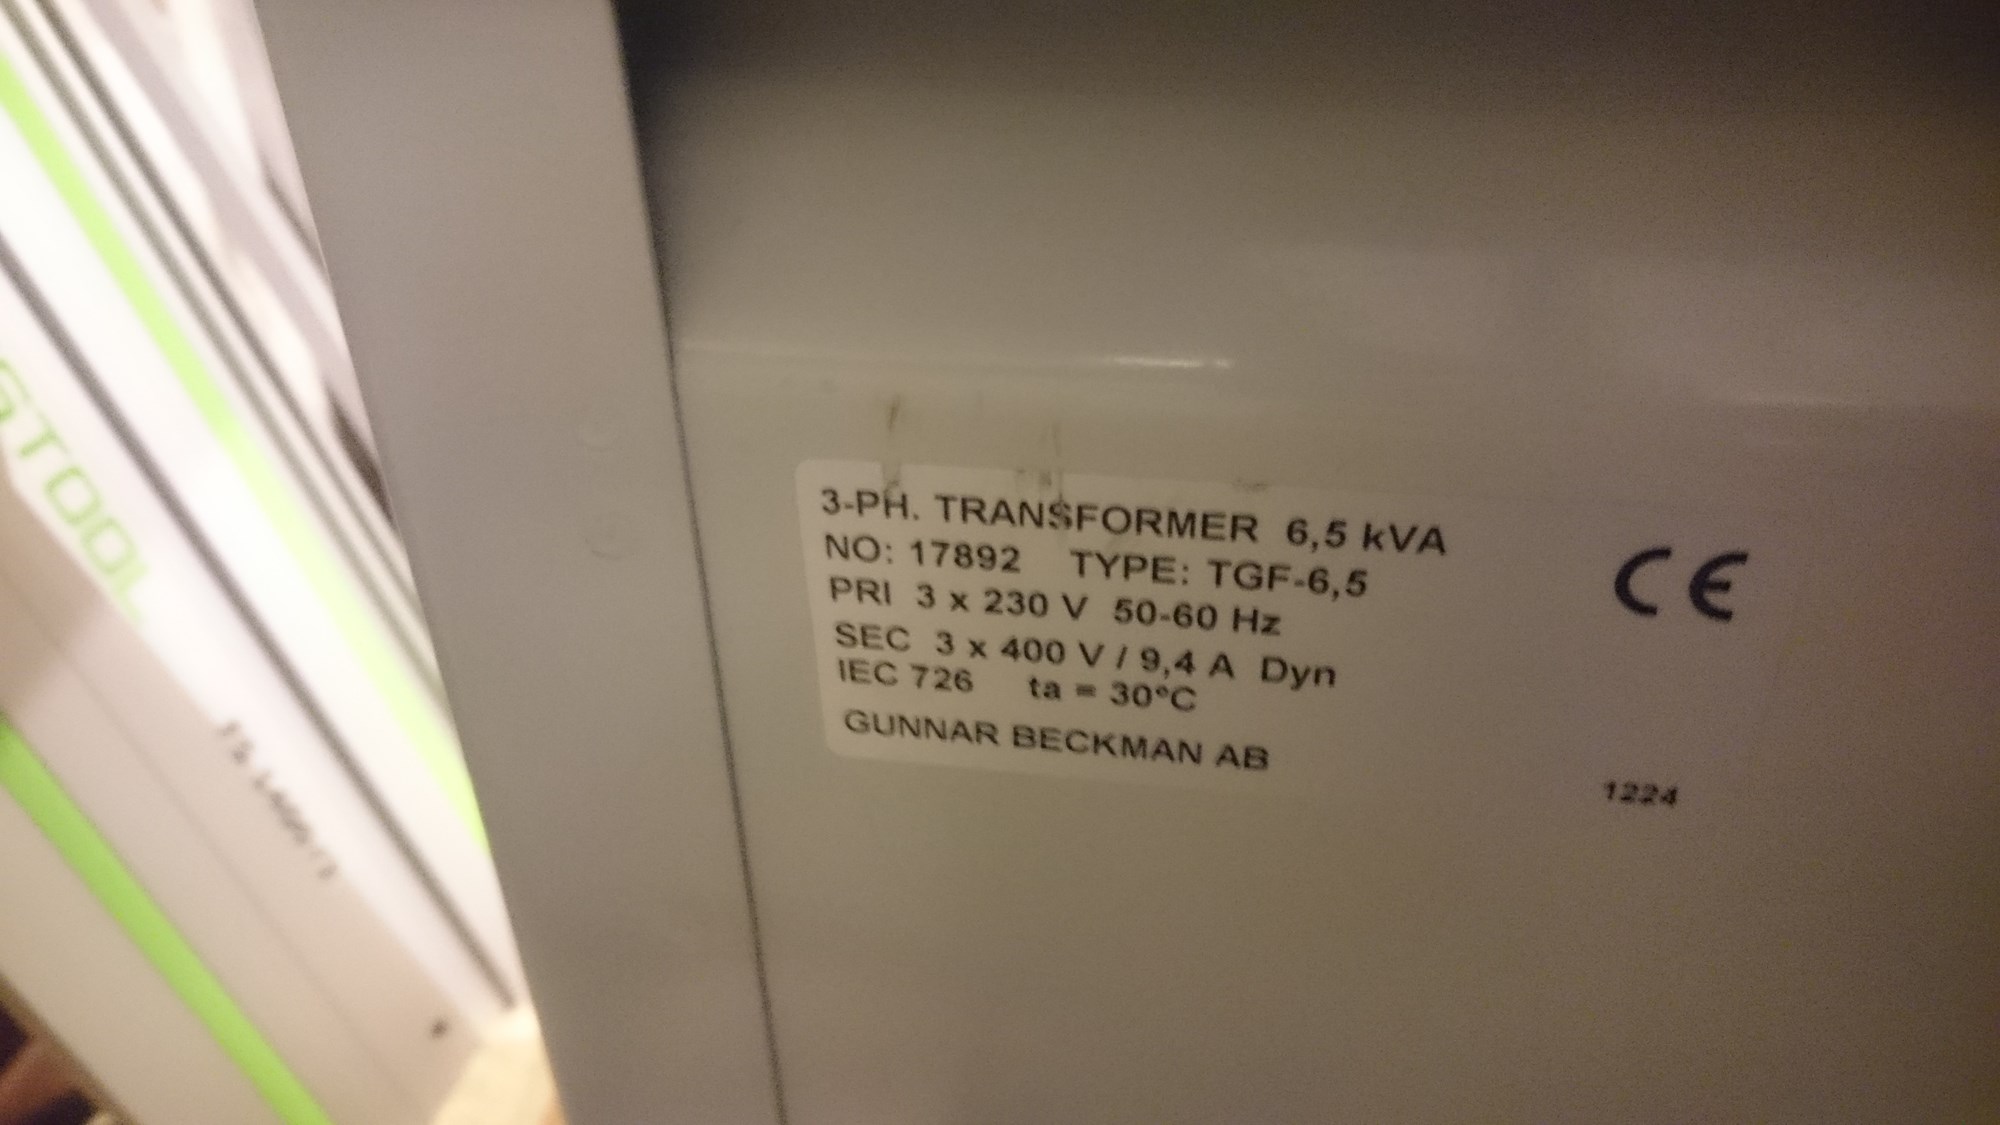 3-PH. TRANSFORMER 6,5 kVA
NO: 17892 TYPE: TGF-6,5
PRI 3 x 230 V 50-60 Hz
SEC 3 x 400 V / 9,4 A Dyn
IEC 726 ta = 30°C
GUNNAR BECKMAN AB
CE
1224
STOOL